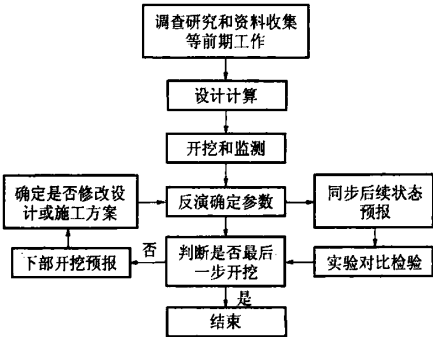 调查研究和资料收集
等前期工作
设计计算
开挖和监测
确定是否修改设
计或施工方案
反演确定参数
同步后续状态
预报
下部开挖预报
否
判断是否最后
一步开挖
实验对比检验
是
结束